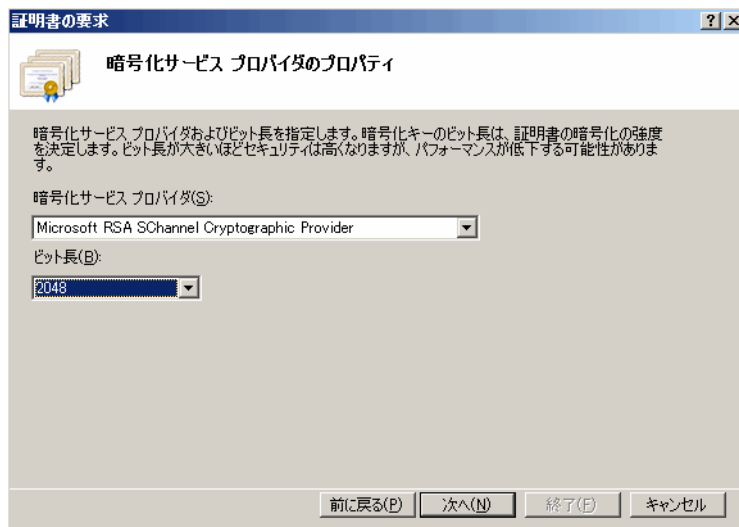 証明書の要求
暗号化サービス プロバイダのプロパティ
暗号化サービス プロバイダおよびビット長を指定します。暗号化キーのビット長は、証明書の暗号化の強度
を決定します。ビット長が大きいほどセキュリティは高くなりますが、パフォーマンスが低下する可能性がありま
す。
暗号化サービス プロバイダ(S):
Microsoft RSA SChannel Cryptographic Provider
ビット長(B):
2048
前に戻る(P) 次へ(N) 終了(F) キャンセル